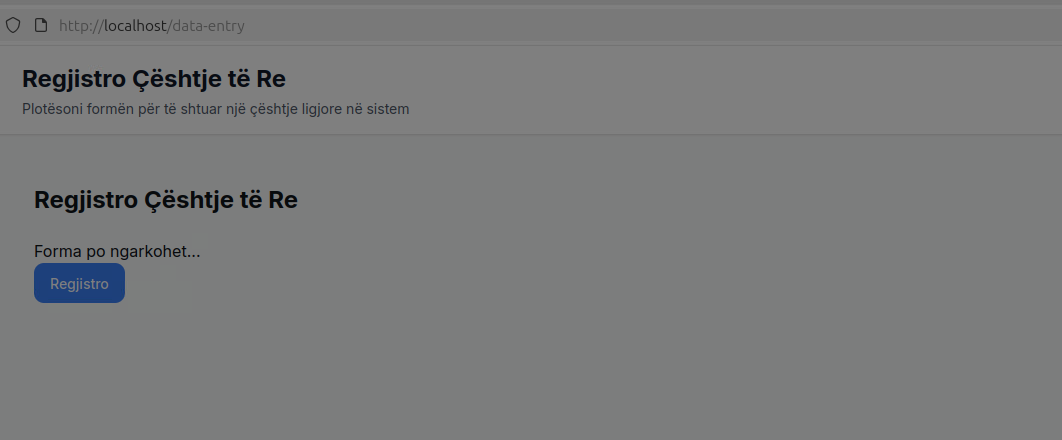 http://localhost/data-entry
Regjistro Çështje të Re
Plotësoni formën për të shtuar një çështje ligjore në sistem
Regjistro Çështje të Re
Forma po ngarkohet...
Regjistro